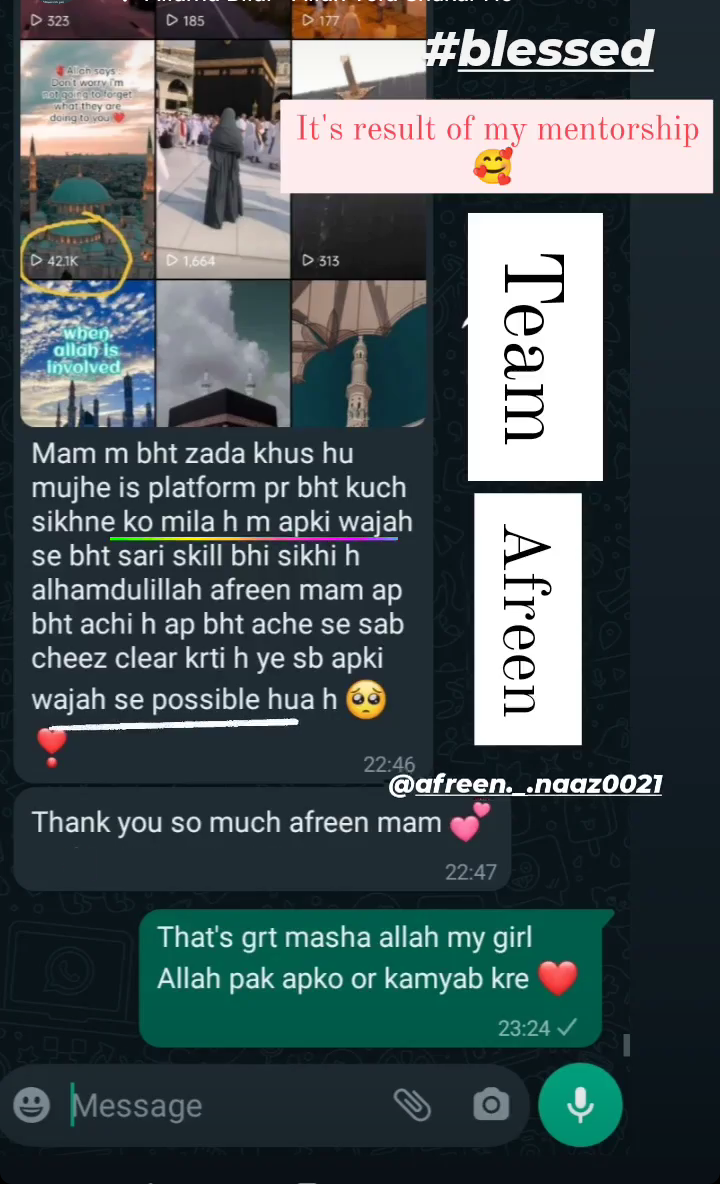 323
185
177
#blessed
Allah says
Don't worry I'm
not going to forget
what they are
doing to you
It's result of my mentorship
🥰
42.1K
1,664
313
when
allah is
involved
Team
Afreen
Mam m bht zada khus hu
mujhe is platform pr bht kuch
sikhne ko mila h m apki wajah
se bht sari skill bhi sikhi h
alhamdulillah afreen mam ap
bht achi h ap bht ache se sab
cheez clear krti h ye sb apki
wajah se possible hua h 🥺
❣️
22:46
@afreen._.naaz0021
Thank you so much afreen mam 💕
22:47
That's grt masha allah my girl
Allah pak apko or kamyab kre ❤️
23:24
Message